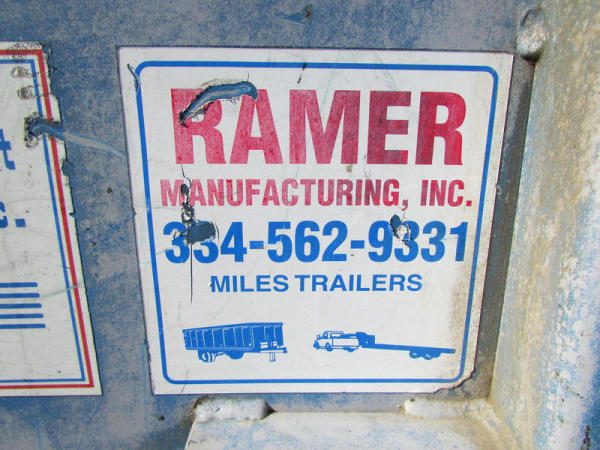 RAMER
MANUFACTURING, INC.
334-562-9331
MILES TRAILERS
t
c.